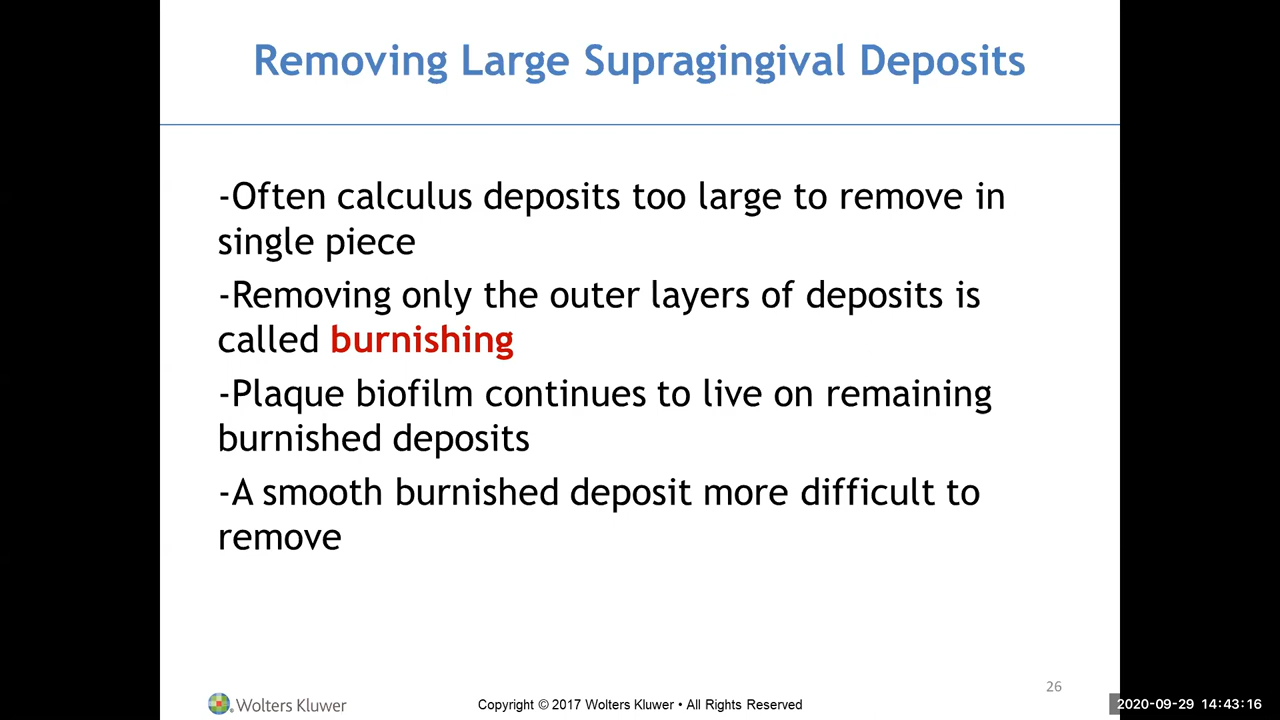 Removing Large Supragingival Deposits
-Often calculus deposits too large to remove in
single piece
-Removing only the outer layers of deposits is
called burnishing
-Plaque biofilm continues to live on remaining
burnished deposits
-A smooth burnished deposit more difficult to
remove
26
Wolters Kluwer
Copyright © 2017 Wolters Kluwer • All Rights Reserved
2020-09-29 14:43:16